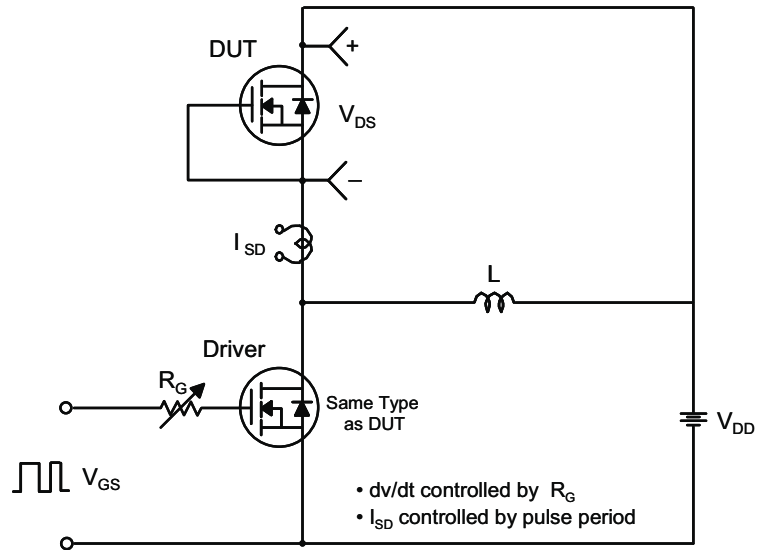 DUT
+
V_DS
–
I_SD
L
Driver
R_G
Same Type
as DUT
V_DD
V_GS
• dv/dt controlled by R_G
• I_SD controlled by pulse period